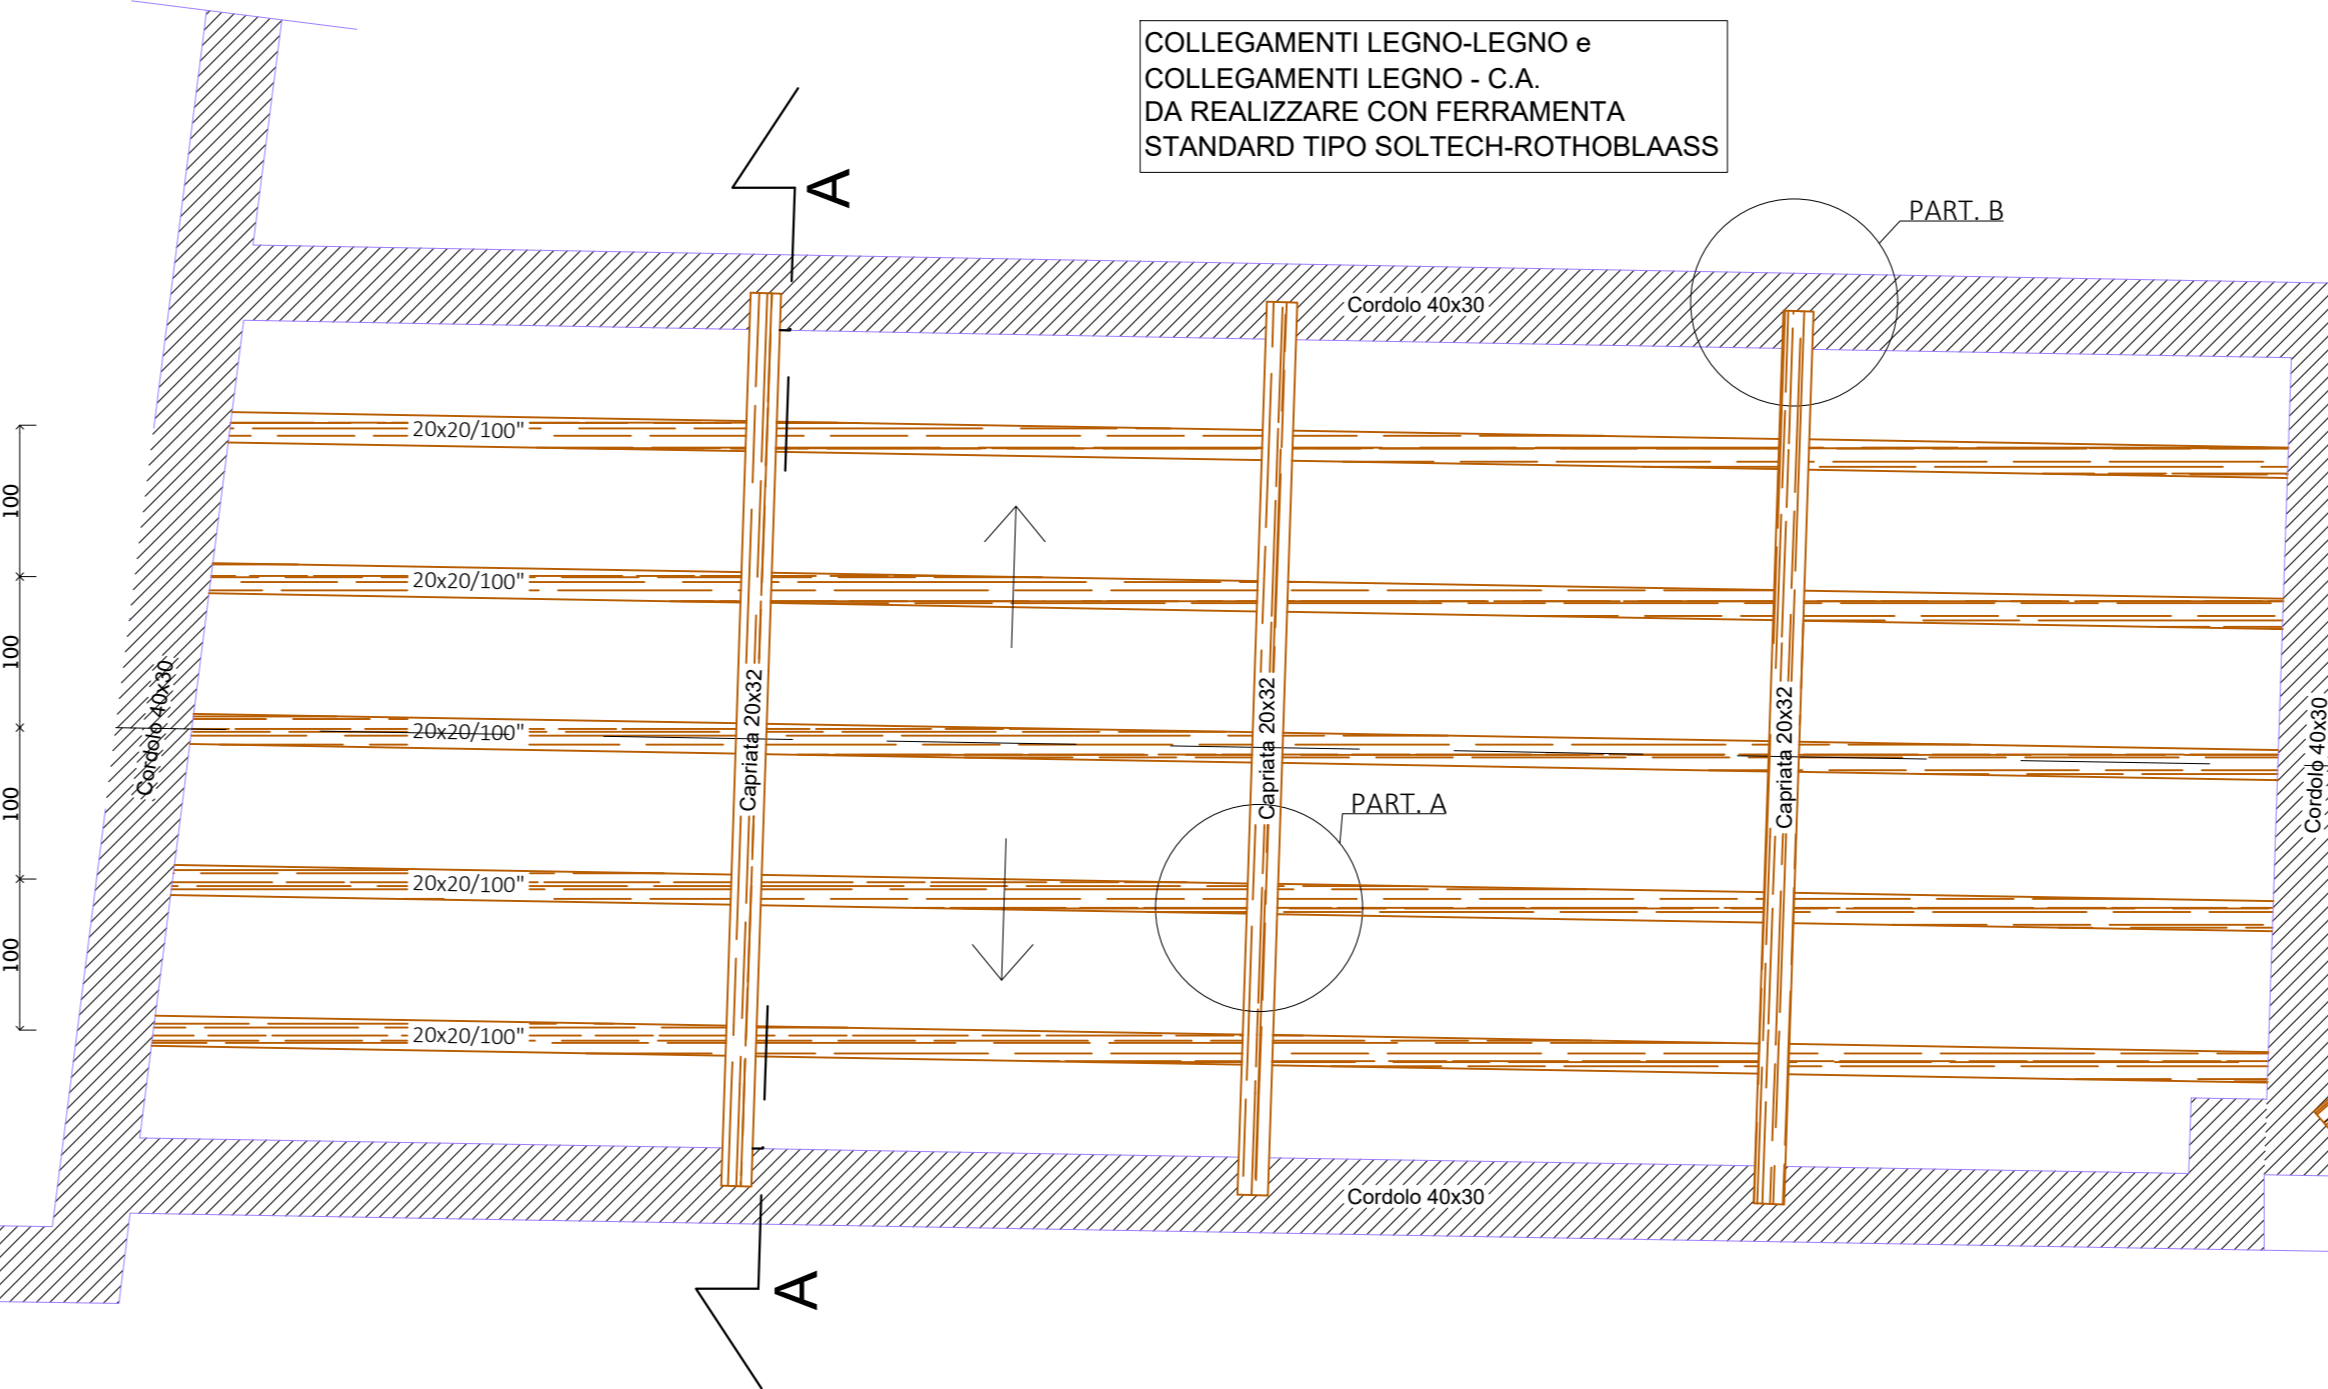 COLLEGAMENTI LEGNO-LEGNO e
COLLEGAMENTI LEGNO - C.A.
DA REALIZZARE CON FERRAMENTA
STANDARD TIPO SOLTECH-ROTHOBLAASS
A
PART. B
Cordolo 40x30
20x20/100"
100
20x20/100"
100
Cordolo 40x30
20x20/100"
Capriata 20x32
Capriata 20x32
Capriata 20x32
Cordolo 40x30
PART. A
100
20x20/100"
100
20x20/100"
Cordolo 40x30
A